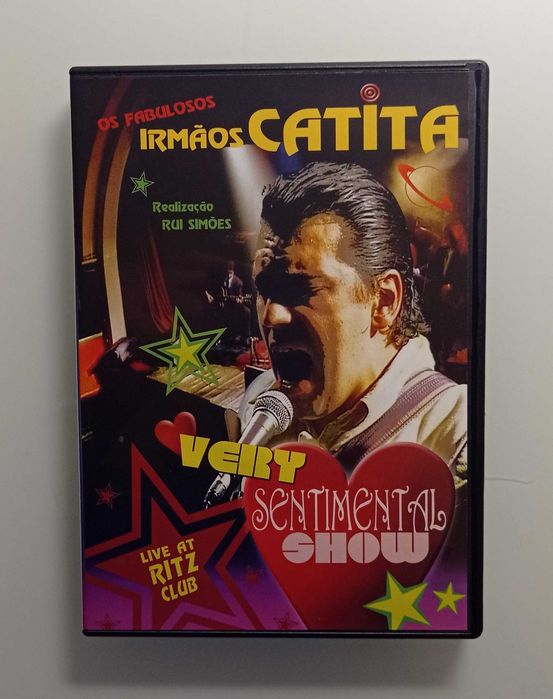 OS FABULOSOS
IRMÃOS CATITA
Realização
RUI SIMÕES
VERY
SENTIMENTAL
SHOW
LIVE AT
RITZ
CLUB